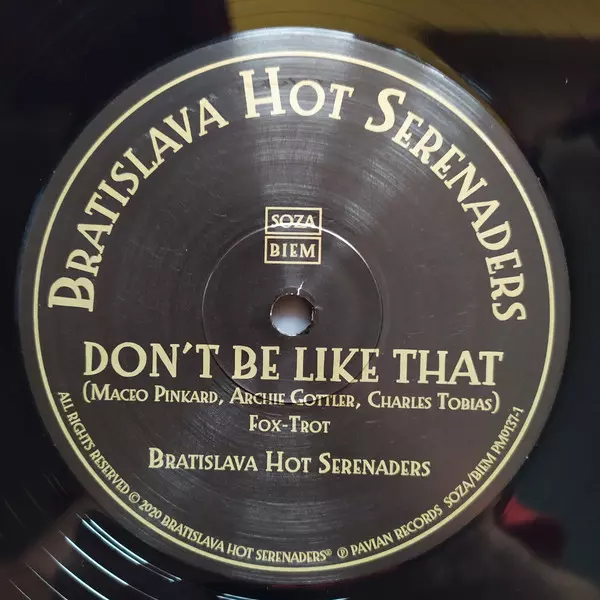 Bratislava Hot Serenaders
SOZA
BIEM
DON'T BE LIKE THAT
(Maceo Pinkard, Archie Gottler, Charles Tobias)
Fox-Trot
Bratislava Hot Serenaders
ALL RIGHTS RESERVED © 2020 BRATISLAVA HOT SERENADERS® ℗ PAVIAN RECORDS SOZA/BIEM PM0137-1